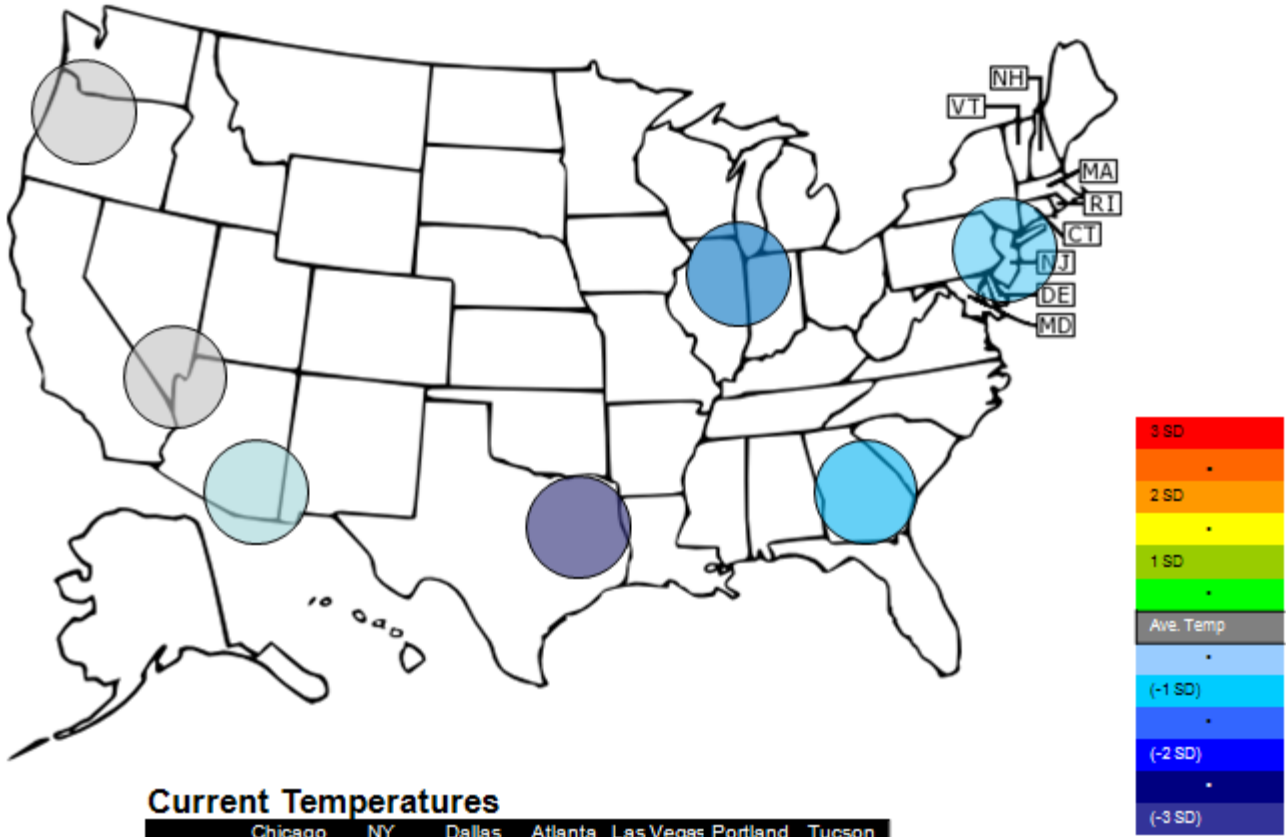 NH
VT
MA
RI
CT
NJ
DE
MD
3 SD
2 SD
1 SD
Ave. Temp
(-1 SD)
(-2 SD)
(-3 SD)
Current Temperatures
Chicago NY Dallas Atlanta Las Vegas Portland Tucson